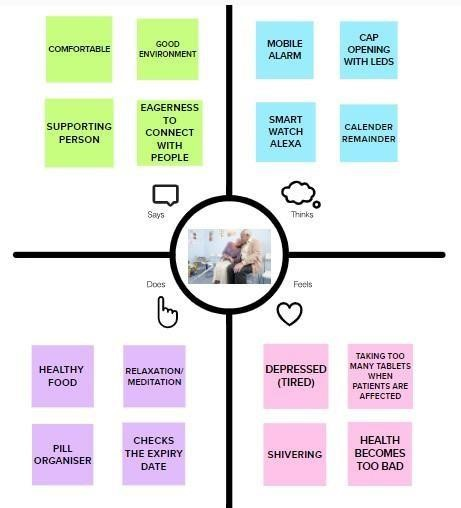 COMFORTABLE
GOOD
ENVIRONMENT
SUPPORTING
PERSON
EAGERNESS
TO
CONNECT
WITH
PEOPLE
MOBILE
ALARM
CAP
OPENING
WITH LEDS
SMART
WATCH
ALEXA
CALENDER
REMAINDER
Says
Thinks
Does
Feels
HEALTHY
FOOD
RELAXATION/
MEDITATION
PILL
ORGANISER
CHECKS
THE EXPIRY
DATE
DEPRESSED
(TIRED)
TAKING TOO
MANY TABLETS
WHEN
PATIENTS ARE
AFFECTED
SHIVERING
HEALTH
BECOMES
TOO BAD